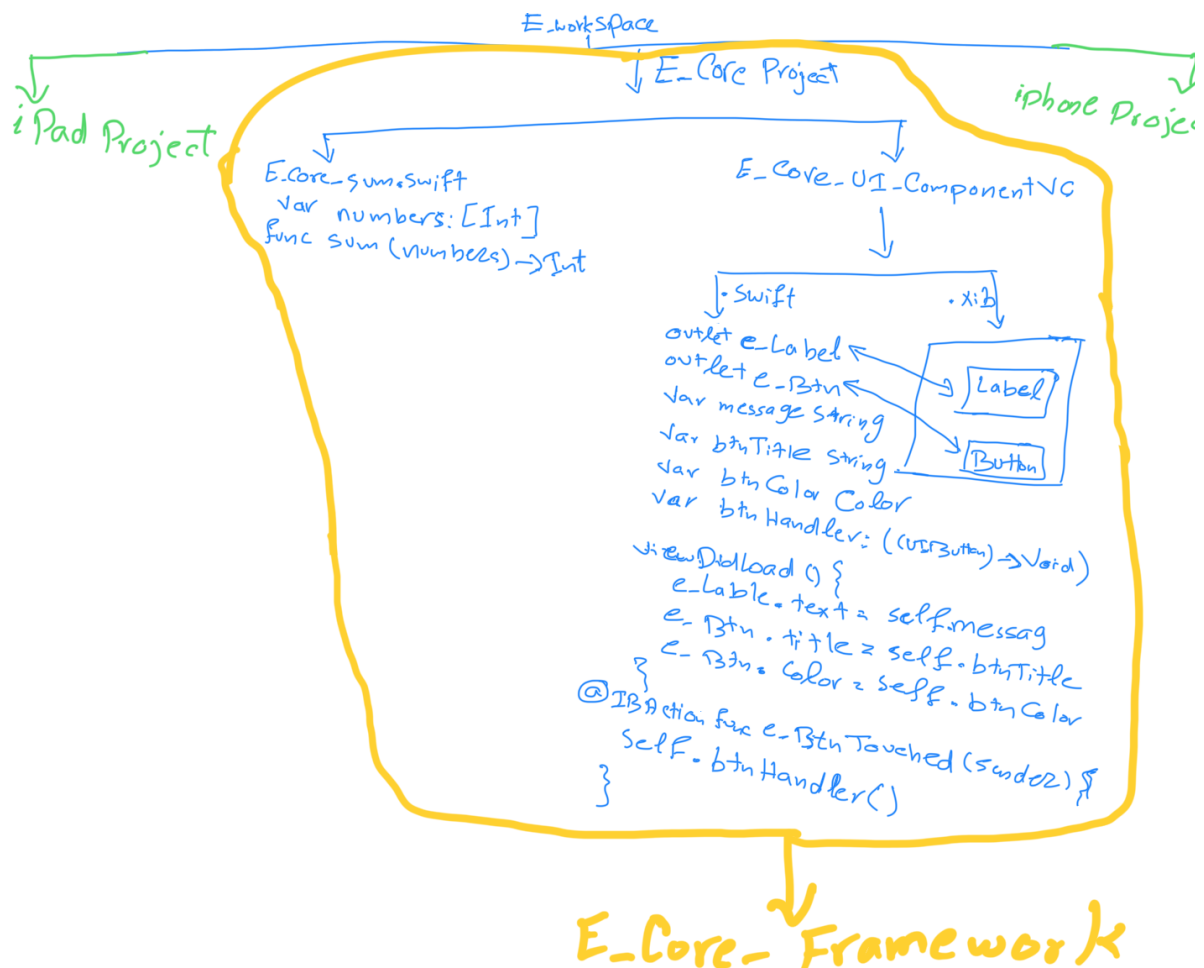 E_workSpace
E_Core Project
iPad Project
iphone Projec
E_Core_sum.swift
var numbers: [Int]
func sum (numbers) -> Int
E_Core_UI_ComponentVC
.swift
.xib
outlet e_Label
outlet e_Btn
Var message string
Var btnTitle string
Var btnColor Color
Var btnHandler: ((UIButton) -> Void)
Label
Button
viewDidLoad () {
e_Lable.text = self.messag
e_Btn.title = self.btnTitle
e_Btn.Color = self.btnColor
}
@IBAction func e_BtnTouched (sender) {
Self.btnHandler()
}
E_Core_Framework